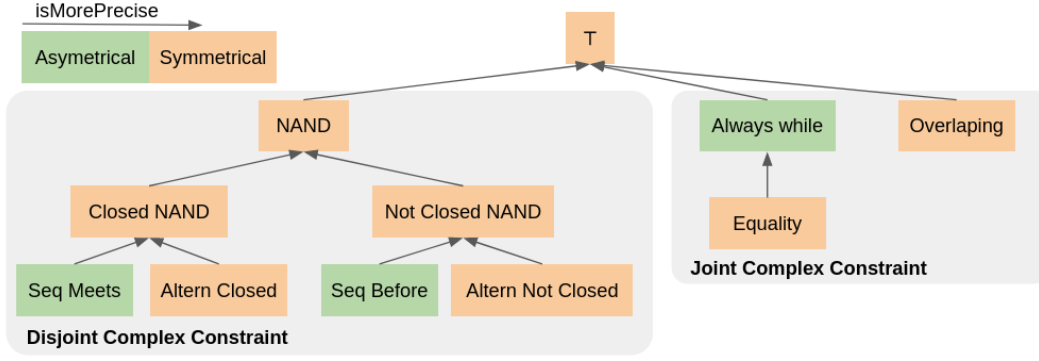 isMorePrecise
Asymetrical Symmetrical
T
NAND
Always while
Overlaping
Closed NAND
Not Closed NAND
Equality
Seq Meets
Altern Closed
Seq Before
Altern Not Closed
Joint Complex Constraint
Disjoint Complex Constraint